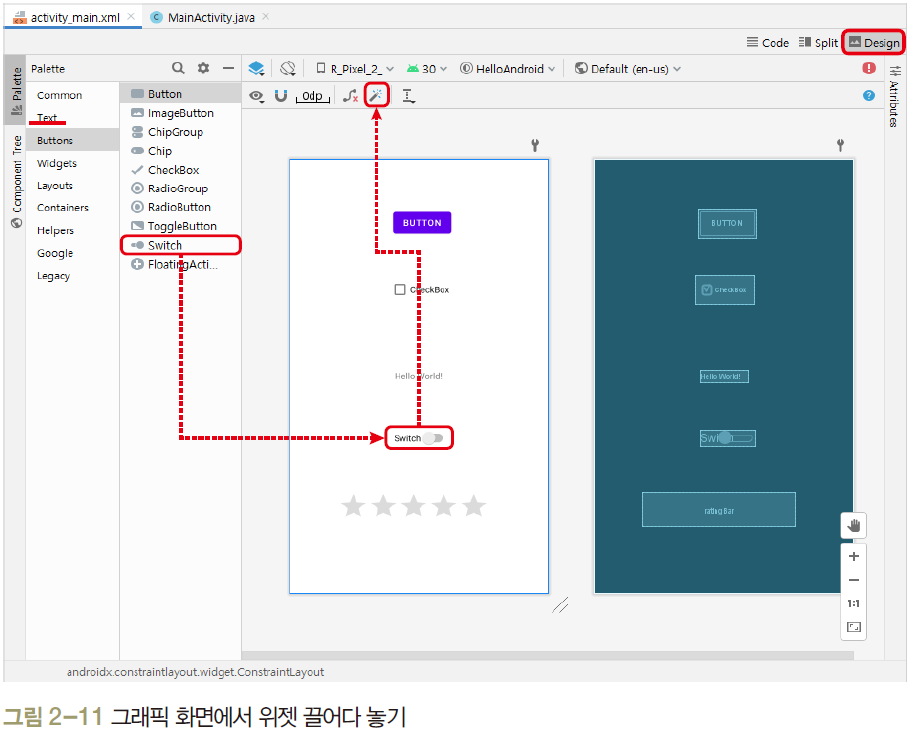 activity_main.xml MainActivity.java
Code Split Design
Palette
Palette
Component Tree
Attributes
R_Pixel_2_ 30 HelloAndroid Default (en-us)
0dp
Common
Text
Buttons
Widgets
Layouts
Containers
Helpers
Google
Legacy
Button
ImageButton
ChipGroup
Chip
CheckBox
RadioGroup
RadioButton
ToggleButton
Switch
FloatingActi...
BUTTON
CheckBox
Hello World!
Switch
BUTTON
CheckBox
Hello World!
Switch
rating Bar
1:1
androidx.constraintlayout.widget.ConstraintLayout
그림 2-11 그래픽 화면에서 위젯 끌어다 놓기